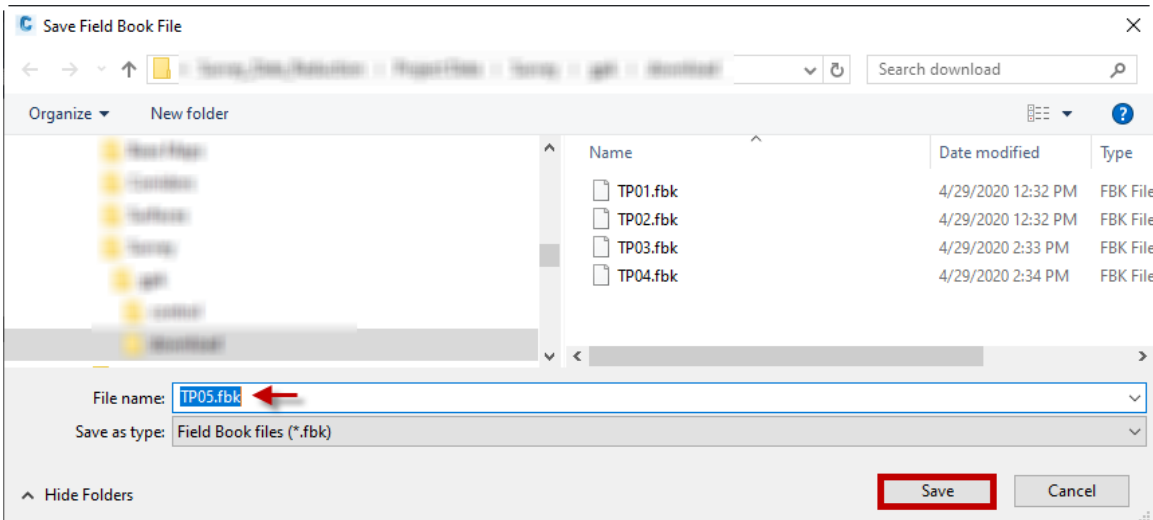 Save Field Book File
Search download
Organize New folder
Name Date modified Type
TP01.fbk 4/29/2020 12:32 PM FBK File
TP02.fbk 4/29/2020 12:32 PM FBK File
TP03.fbk 4/29/2020 2:33 PM FBK File
TP04.fbk 4/29/2020 2:34 PM FBK File
File name: TP05.fbk
Save as type: Field Book files (*.fbk)
Hide Folders Save Cancel